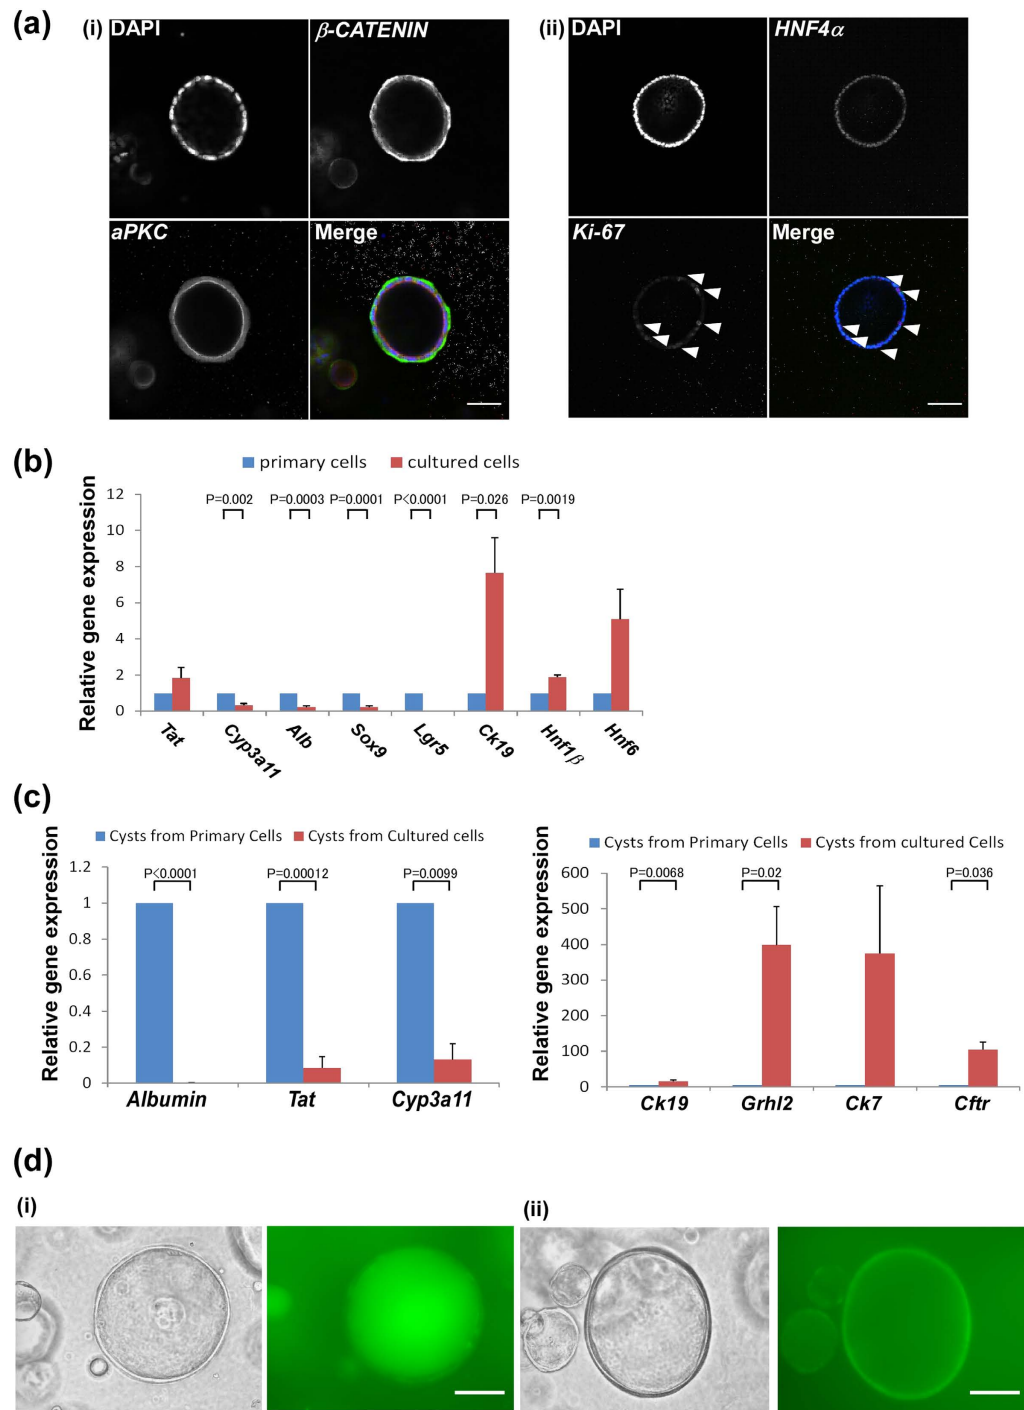 (a)
(i) DAPI
β-CATENIN
aPKC
Merge
(ii)
DAPI
HNF4α
Ki-67
Merge
(b)
primary cells
cultured cells
Relative gene expression
12
10
8
6
4
2
0
P=0.002
P=0.0003
P=0.0001
P<0.0001
P=0.026
P=0.0019
Tat
Cyp3a11
Alb
Sox9
Lgr5
Ck19
Hnf1β
Hnf6
(c)
Cysts from Primary Cells
Cysts from Cultured cells
Relative gene expression
1.2
1
0.8
0.6
0.4
0.2
0
P<0.0001
P=0.00012
P=0.0099
Albumin
Tat
Cyp3a11
Cysts from Primary Cells
Cysts from cultured Cells
Relative gene expression
600
500
400
300
200
100
0
P=0.0068
P=0.02
P=0.036
Ck19
Grhl2
Ck7
Cftr
(d)
(i)
(ii)